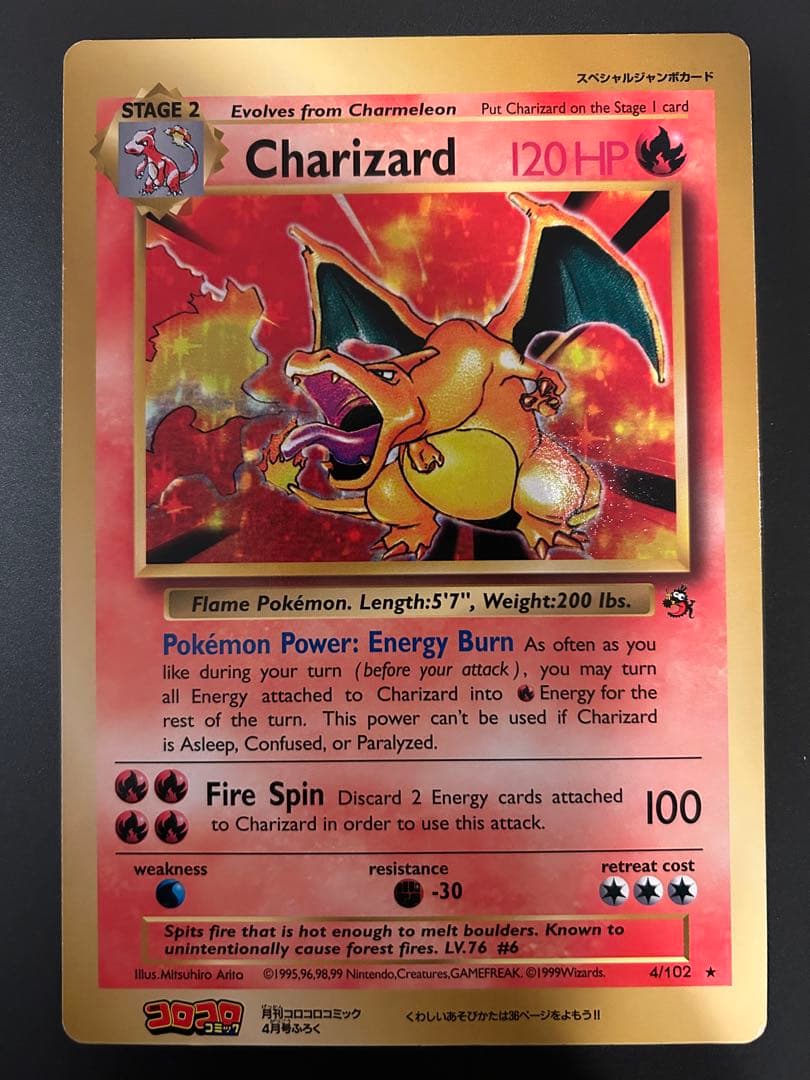 スペシャルジャンボカード
STAGE 2 Evolves from Charmeleon Put Charizard on the Stage 1 card
Charizard 120 HP
Flame Pokémon. Length:5'7", Weight:200 lbs.
Pokémon Power: Energy Burn As often as you
like during your turn (before your attack), you may turn
all Energy attached to Charizard into Energy for the
rest of the turn. This power can't be used if Charizard
is Asleep, Confused, or Paralyzed.
Fire Spin Discard 2 Energy cards attached
to Charizard in order to use this attack.
100
weakness resistance retreat cost
-30
Spits fire that is hot enough to melt boulders. Known to
unintentionally cause forest fires. LV.76 #6
Illus.Mitsuhiro Arita ©1995,96,98,99 Nintendo,Creatures,GAMEFREAK. ©1999Wizards. 4/102 ★
コロコロ
コミック
げっかん
月刊コロコロコミック
4月号ふろく
くわしいあそびかたは36ページをよもう!!